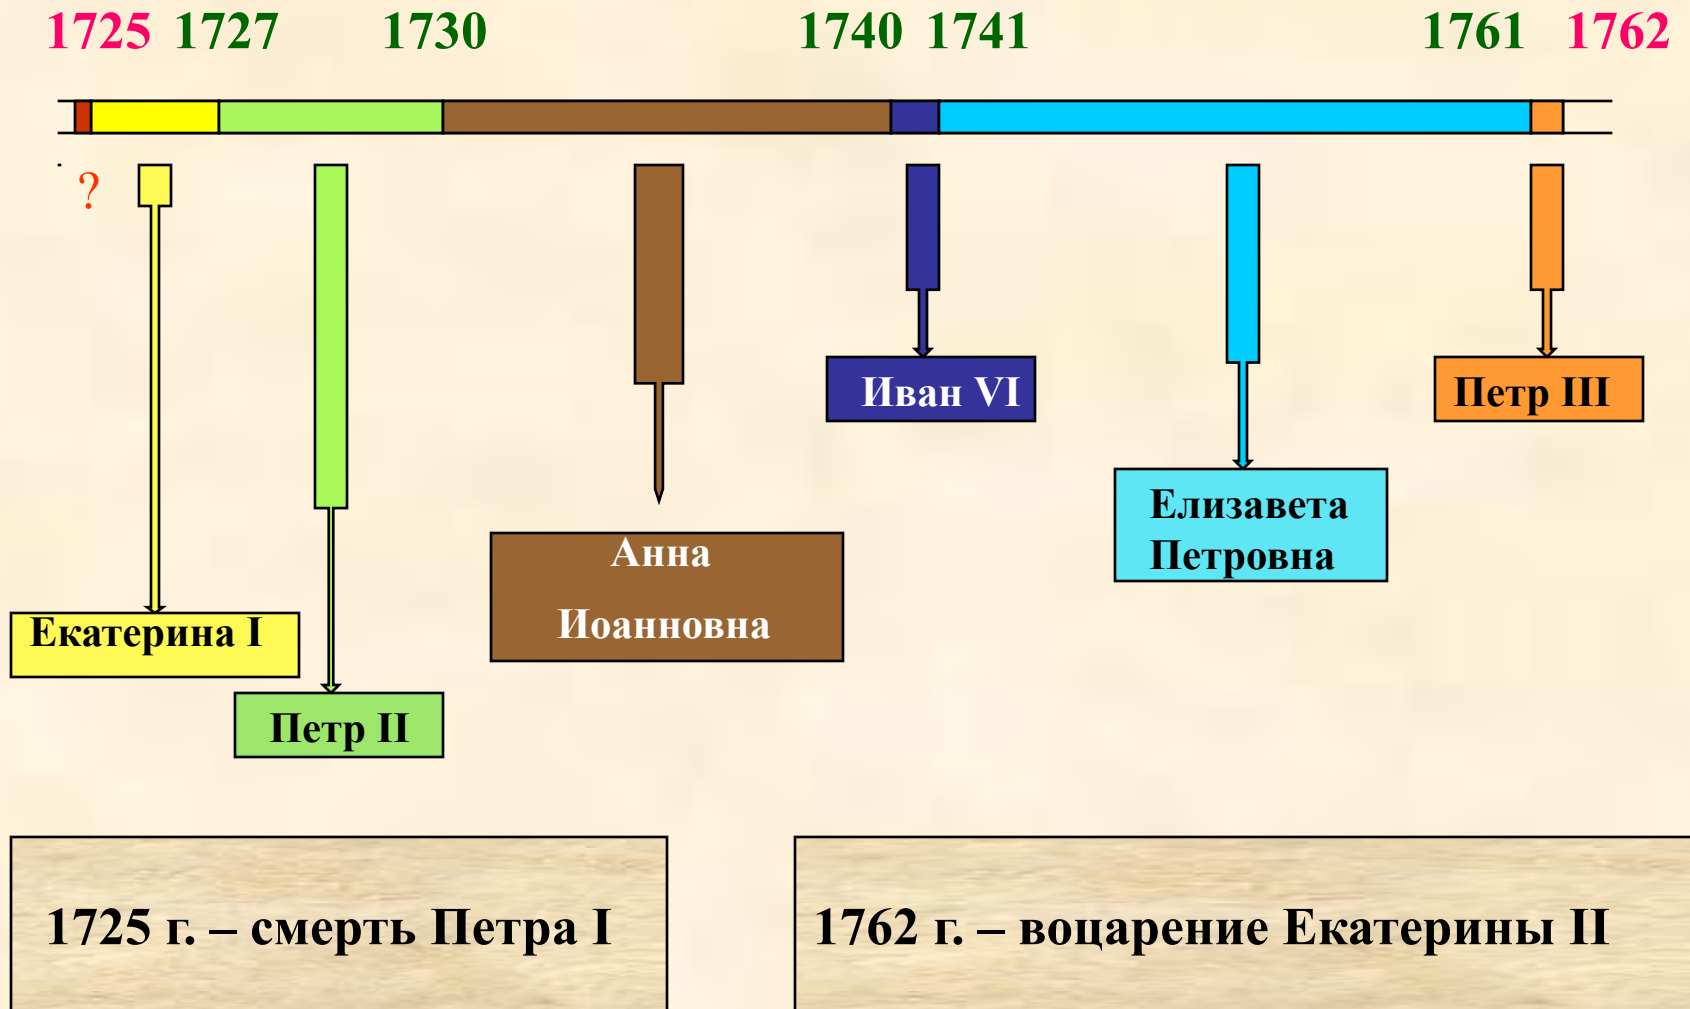 1725 1727 1730 1740 1741 1761 1762
?
Иван VI
Петр III
Елизавета
Петровна
Анна
Иоанновна
Екатерина I
Петр II
1725 г. – смерть Петра I
1762 г. – воцарение Екатерины II